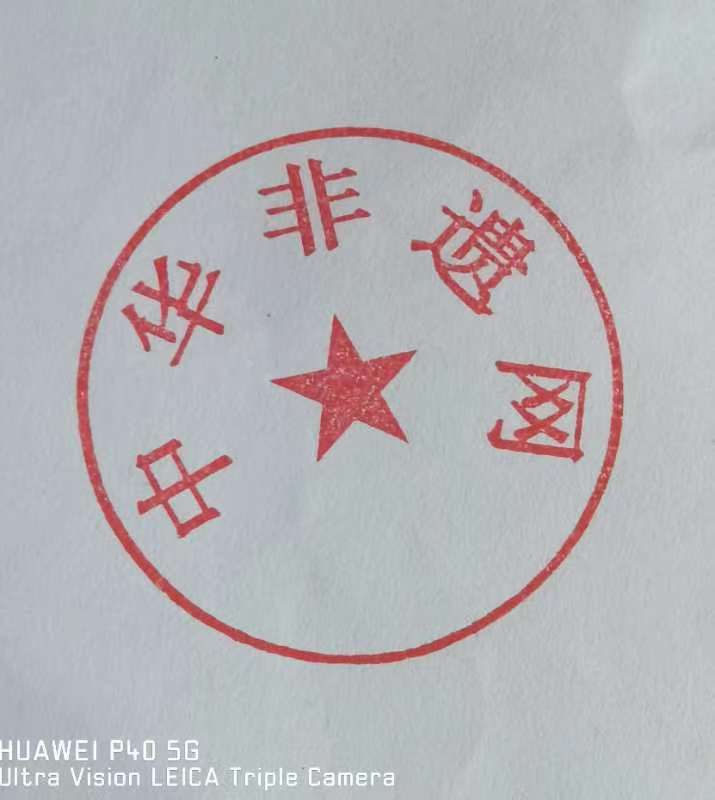 中华非遗网
HUAWEI P40 5G
Ultra Vision LEICA Triple Camera